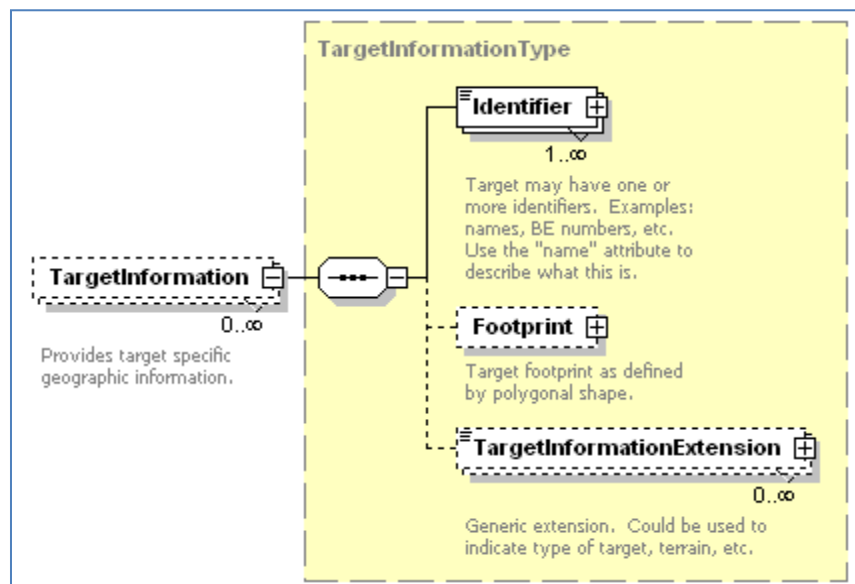 TargetInformationType
Identifier
1..∞
Target may have one or
more identifiers. Examples:
names, BE numbers, etc.
Use the "name" attribute to
describe what this is.
TargetInformation
0..∞
Provides target specific
geographic information.
Footprint
Target footprint as defined
by polygonal shape.
TargetInformationExtension
0..∞
Generic extension. Could be used to
indicate type of target, terrain, etc.